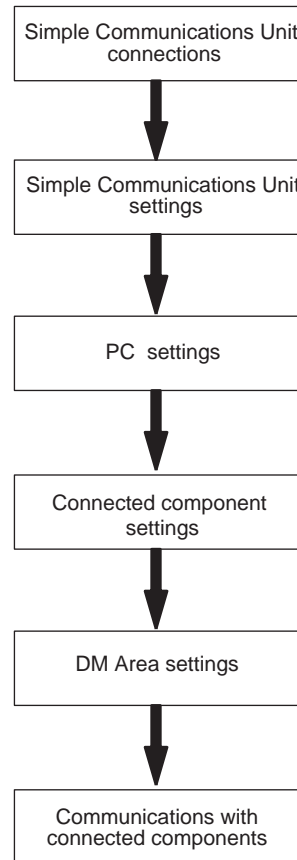 Simple Communications Unit
connections
Simple Communications Unit
settings
PC settings
Connected component
settings
DM Area settings
Communications with
connected components